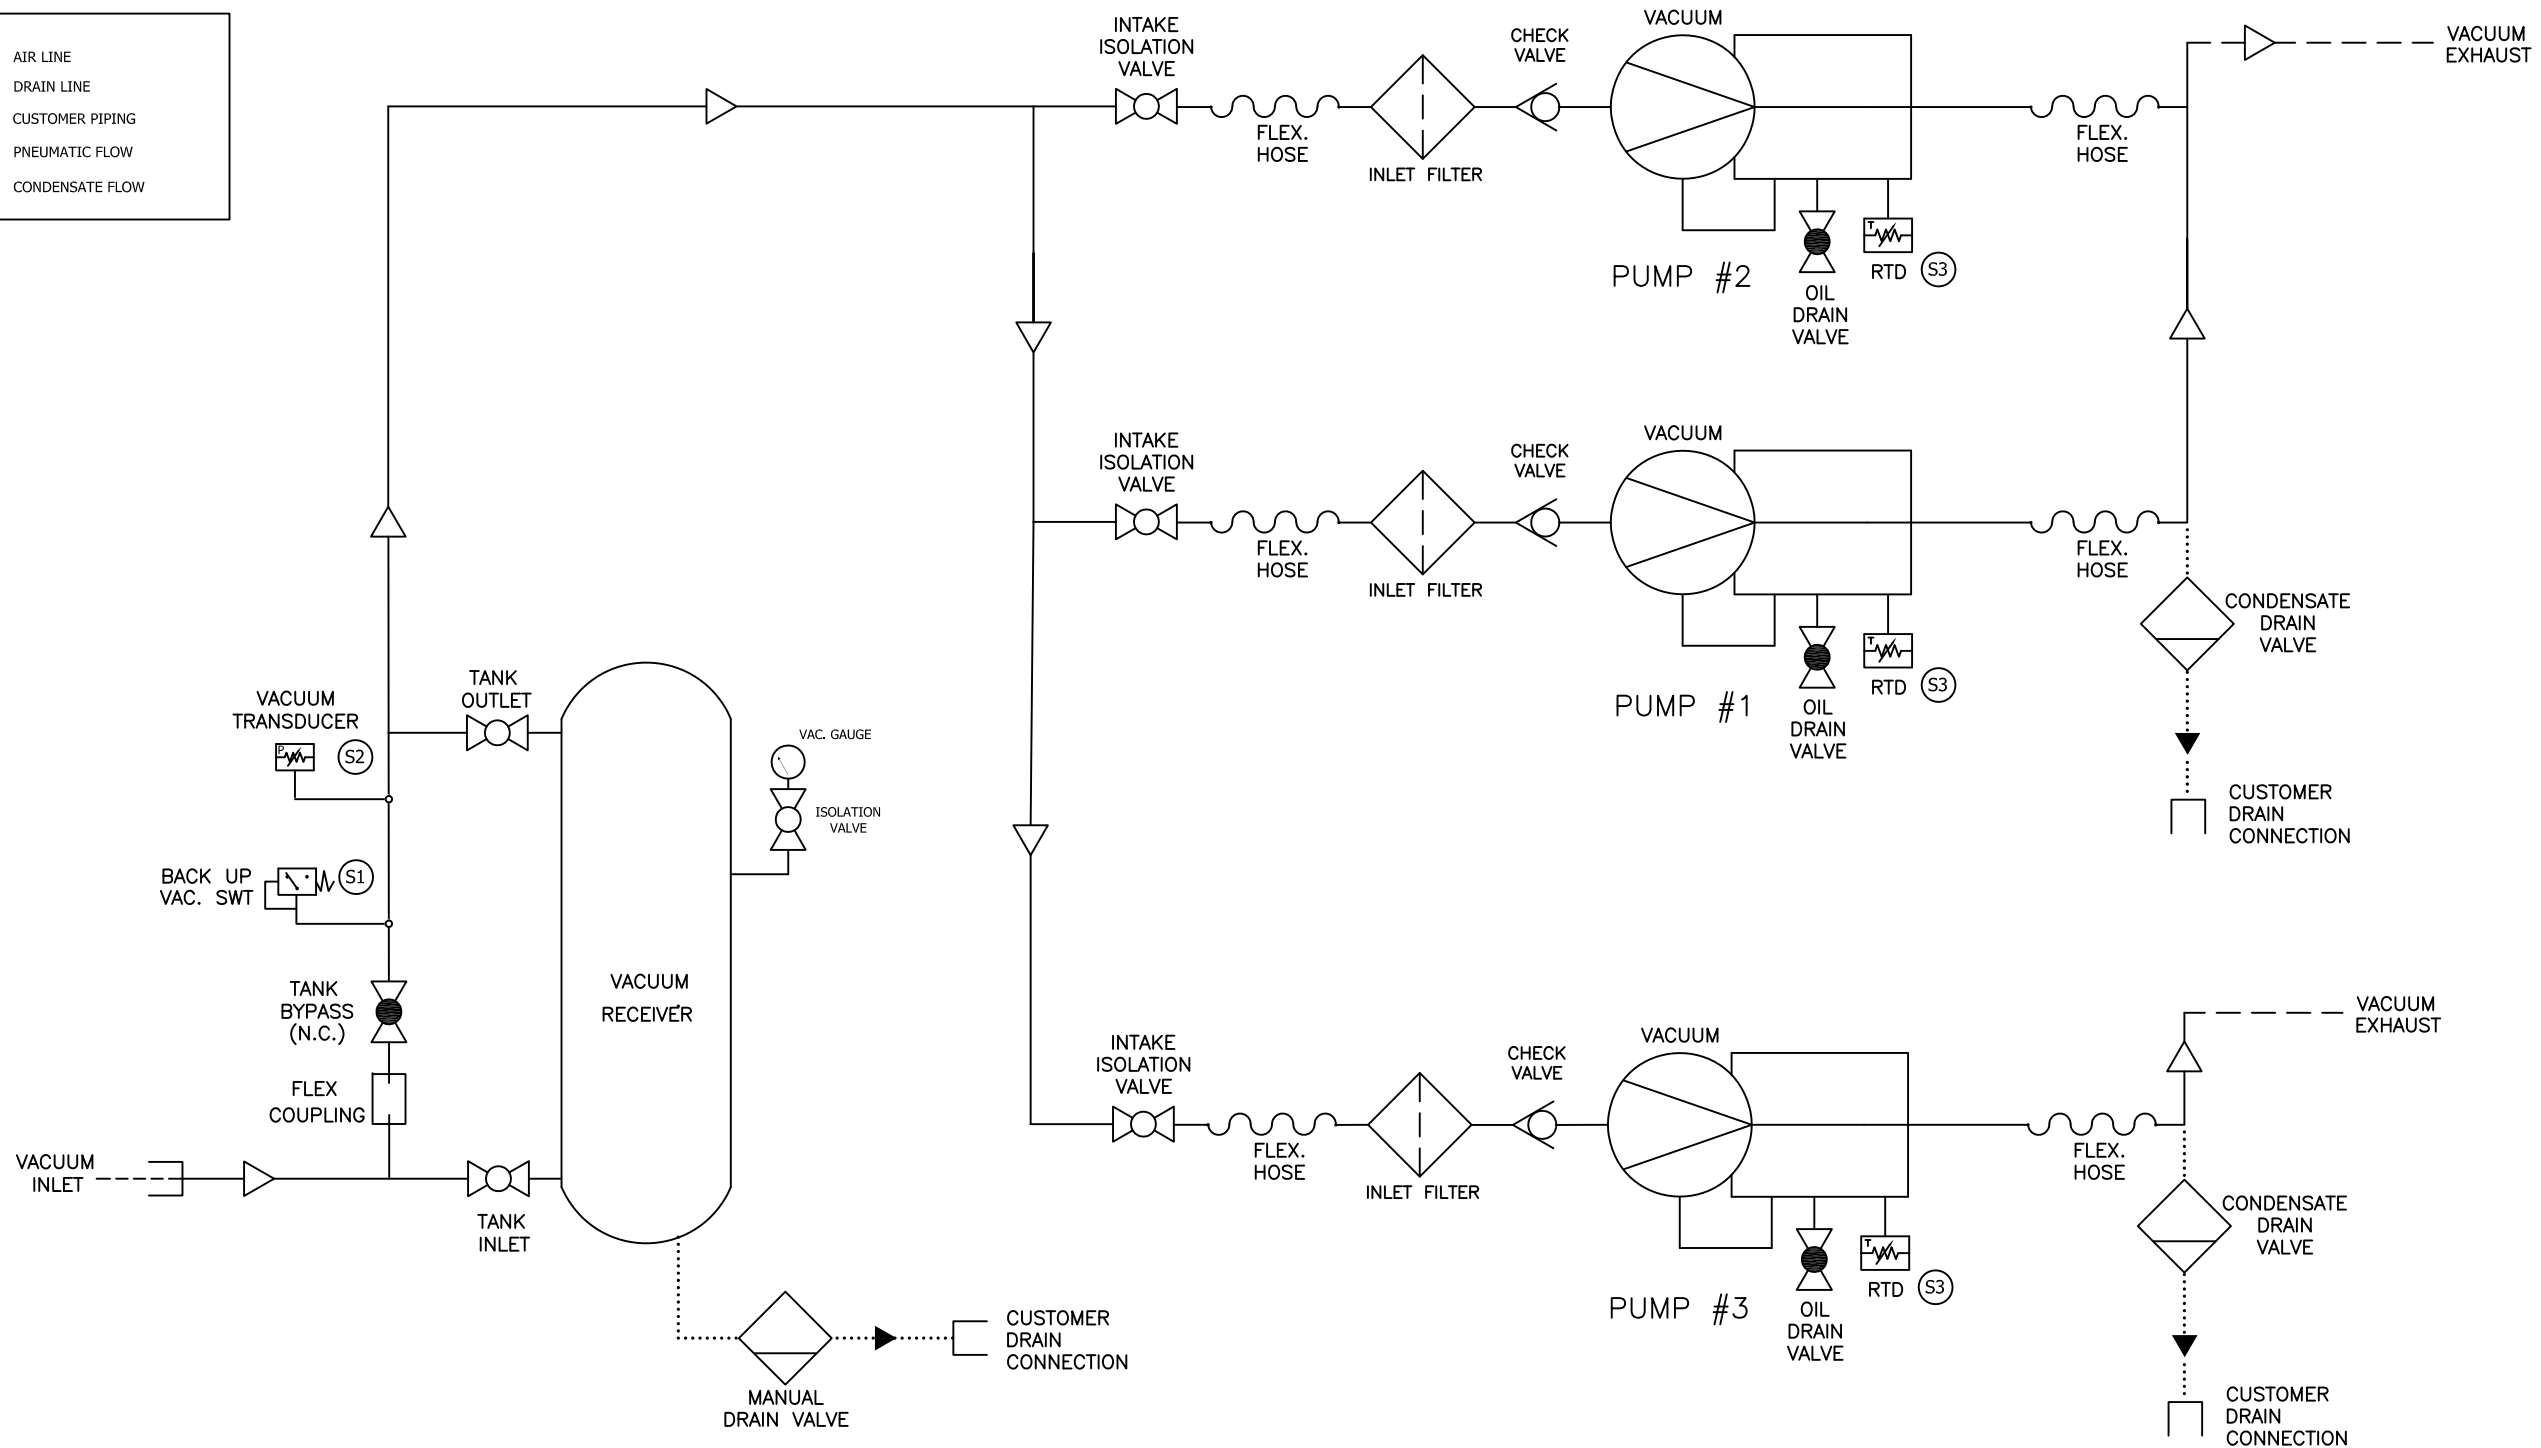 AIR LINE
DRAIN LINE
CUSTOMER PIPING
PNEUMATIC FLOW
CONDENSATE FLOW
INTAKE
ISOLATION
VALVE
FLEX.
HOSE
INLET FILTER
CHECK
VALVE
VACUUM
PUMP #2
OIL
DRAIN
VALVE
T
RTD
S3
FLEX.
HOSE
VACUUM
EXHAUST
INTAKE
ISOLATION
VALVE
FLEX.
HOSE
INLET FILTER
CHECK
VALVE
VACUUM
PUMP #1
OIL
DRAIN
VALVE
T
RTD
S3
FLEX.
HOSE
CONDENSATE
DRAIN
VALVE
CUSTOMER
DRAIN
CONNECTION
TANK
OUTLET
VACUUM
TRANSDUCER
P
S2
VAC. GAUGE
ISOLATION
VALVE
BACK UP
VAC. SWT
S1
TANK
BYPASS
(N.C.)
VACUUM
RECEIVER
FLEX
COUPLING
VACUUM
INLET
TANK
INLET
MANUAL
DRAIN VALVE
CUSTOMER
DRAIN
CONNECTION
INTAKE
ISOLATION
VALVE
FLEX.
HOSE
INLET FILTER
CHECK
VALVE
VACUUM
PUMP #3
OIL
DRAIN
VALVE
T
RTD
S3
FLEX.
HOSE
VACUUM
EXHAUST
CONDENSATE
DRAIN
VALVE
CUSTOMER
DRAIN
CONNECTION